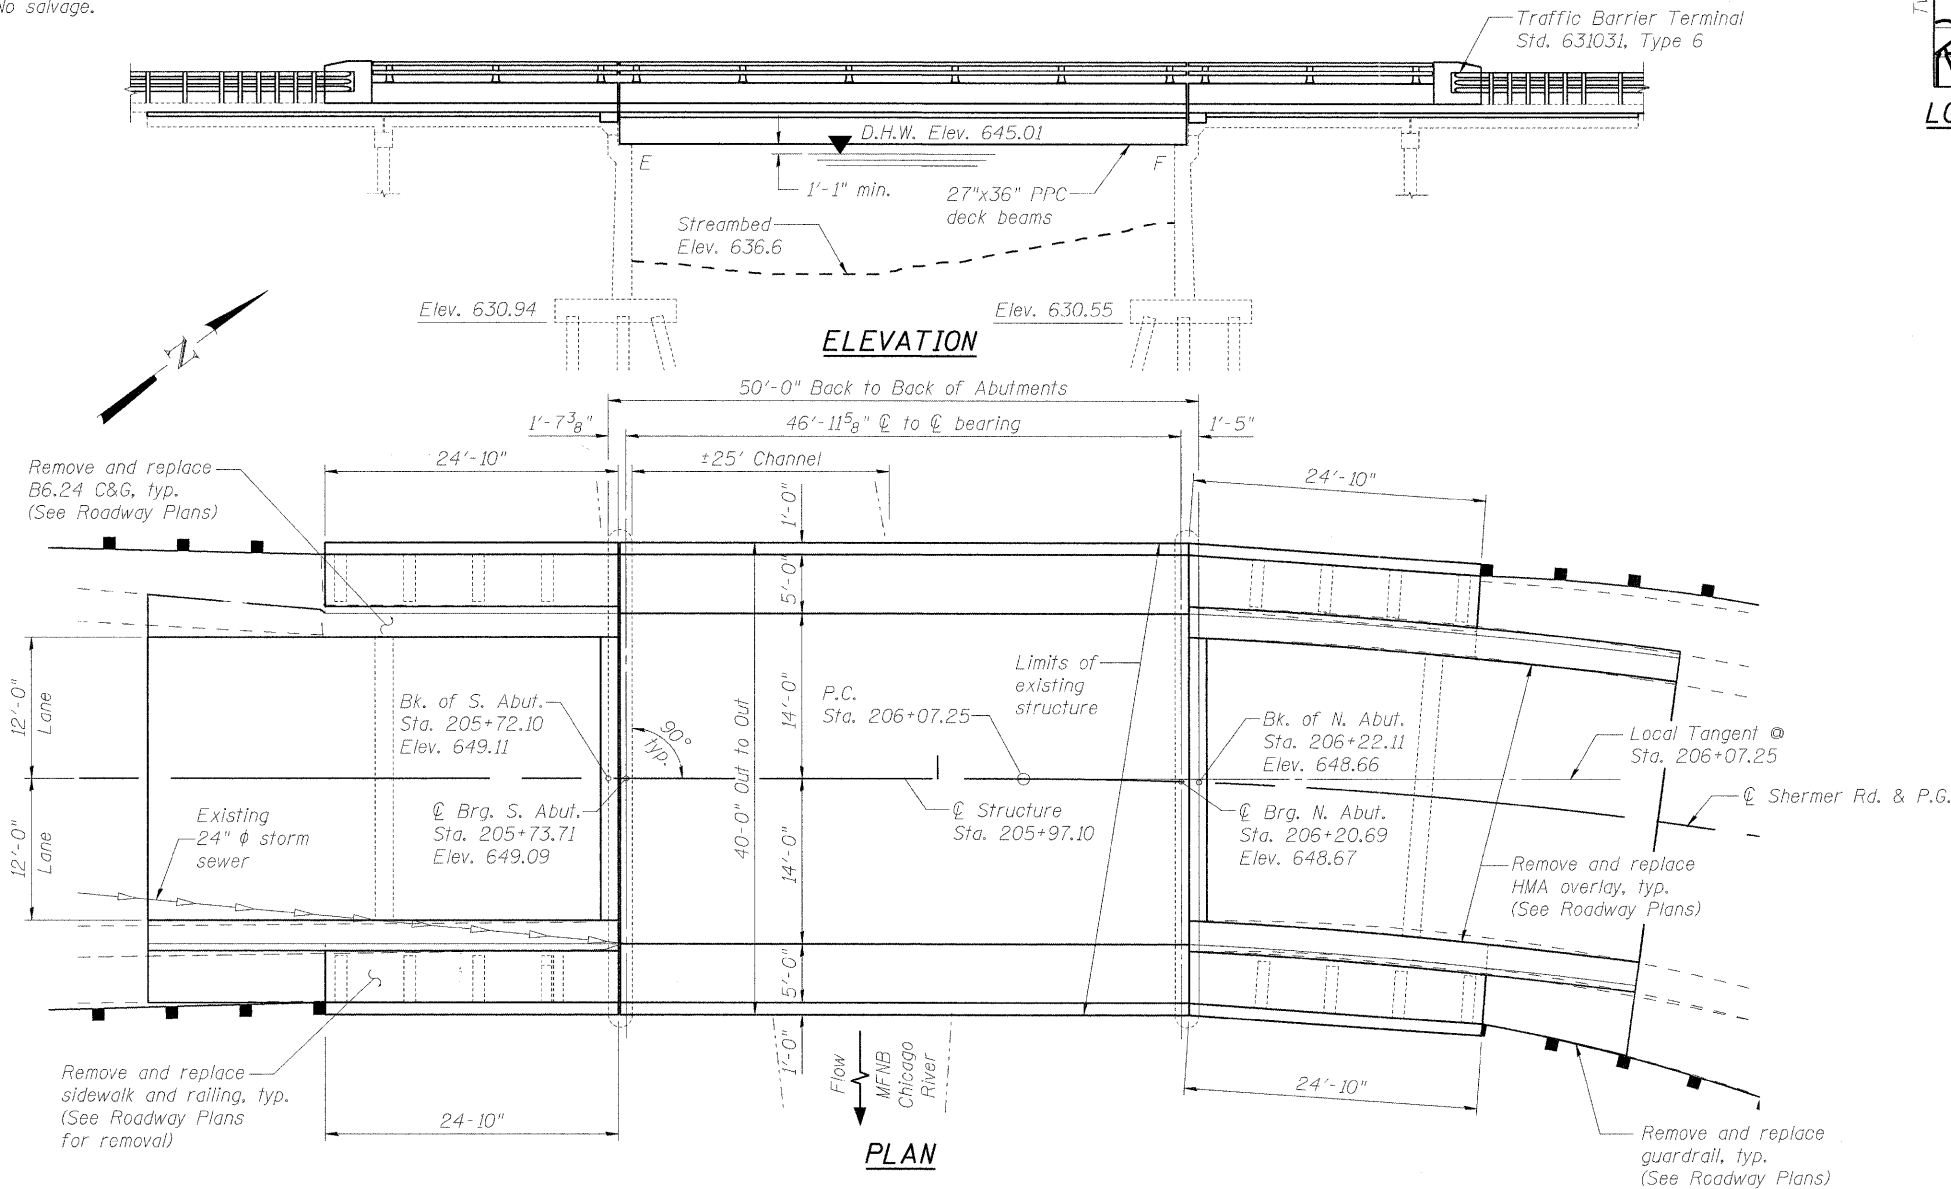 No salvage.
Traffic Barrier Terminal
Std. 631031, Type 6
D.H.W. Elev. 645.01
E
F
1'-1" min.
27"x36" PPC
deck beams
Streambed
Elev. 636.6
Elev. 630.94
Elev. 630.55
ELEVATION
N
50'-0" Back to Back of Abutments
1'-7 3/8"
46'-11 5/8" ℄ to ℄ bearing
1'-5"
24'-10"
±25' Channel
24'-10"
Remove and replace
B6.24 C&G, typ.
(See Roadway Plans)
1'-0"
5'-0"
14'-0"
14'-0"
5'-0"
1'-0"
40'-0" Out to Out
12'-0"
Lane
12'-0"
Lane
Bk. of S. Abut.
Sta. 205+72.10
Elev. 649.11
90°
typ.
P.C.
Sta. 206+07.25
Limits of
existing
structure
Bk. of N. Abut.
Sta. 206+22.11
Elev. 648.66
Local Tangent @
Sta. 206+07.25
℄ Shermer Rd. & P.G.
Existing
24" ϕ storm
sewer
℄ Brg. S. Abut.
Sta. 205+73.71
Elev. 649.09
℄ Structure
Sta. 205+97.10
℄ Brg. N. Abut.
Sta. 206+20.69
Elev. 648.67
Remove and replace
HMA overlay, typ.
(See Roadway Plans)
Remove and replace
sidewalk and railing, typ.
(See Roadway Plans
for removal)
24-10"
Flow
MFNB
Chicago
River
24'-10"
PLAN
Remove and replace
guardrail, typ.
(See Roadway Plans)